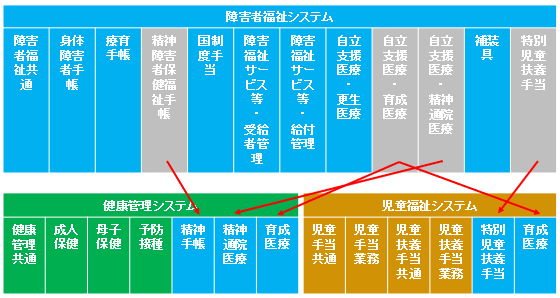 障害者福祉システム
障害者福祉共通
身体障害者手帳
療育手帳
精神障害者保健福祉手帳
国制度手当
障害福祉サービス等・受給者管理
障害福祉サービス等・給付管理
自立支援医療・更生医療
自立支援医療・育成医療
自立支援医療・精神通院医療
補装具
特別児童扶養手当
健康管理システム
健康管理共通
成人保健
母子保健
予防接種
精神手帳
精神通院医療
育成医療
児童福祉システム
児童手当共通
児童手当業務
児童扶養手当共通
児童扶養手当業務
特別児童扶養手当
育成医療